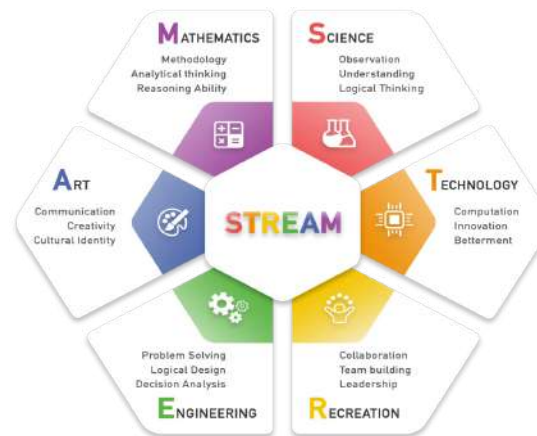 MATHEMATICS
Methodology
Analytical thinking
Reasoning Ability
SCIENCE
Observation
Understanding
Logical Thinking
ART
Communication
Creativity
Cultural Identity
STREAM
TECHNOLOGY
Computation
Innovation
Betterment
Problem Solving
Logical Design
Decision Analysis
ENGINEERING
Collaboration
Team building
Leadership
RECREATION